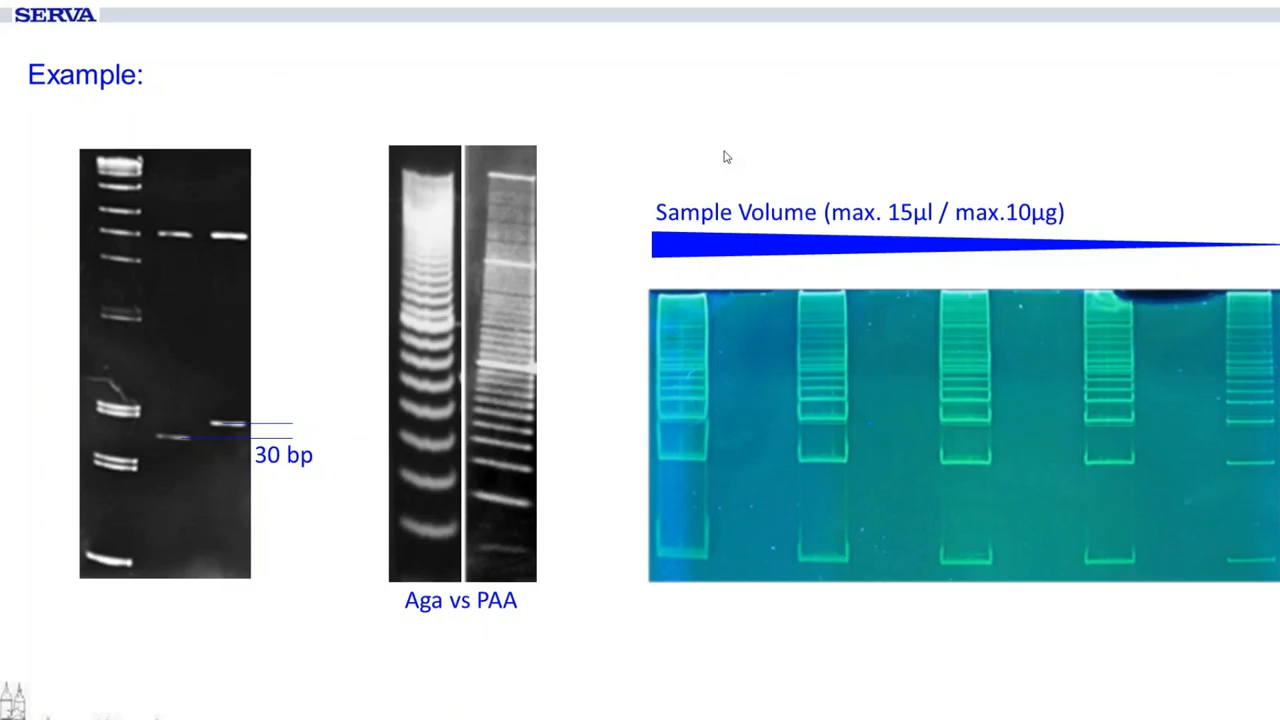 SERVA
Example:
Sample Volume (max. 15µl / max.10µg)
30 bp
Aga vs PAA